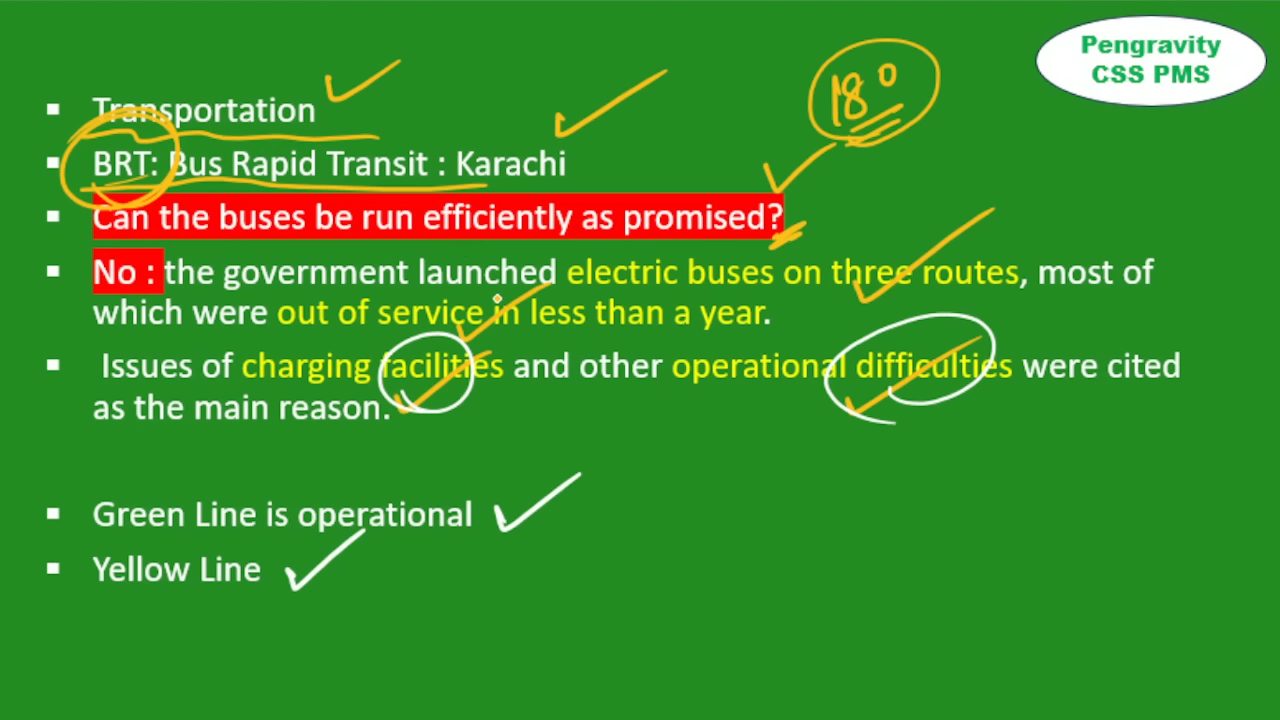 Pengravity
CSS PMS
180
▪ Transportation
▪ BRT: Bus Rapid Transit : Karachi
▪ Can the buses be run efficiently as promised?
▪ No : the government launched electric buses on three routes, most of
which were out of service in less than a year.
▪ Issues of charging facilities and other operational difficulties were cited
as the main reason.
▪ Green Line is operational
▪ Yellow Line